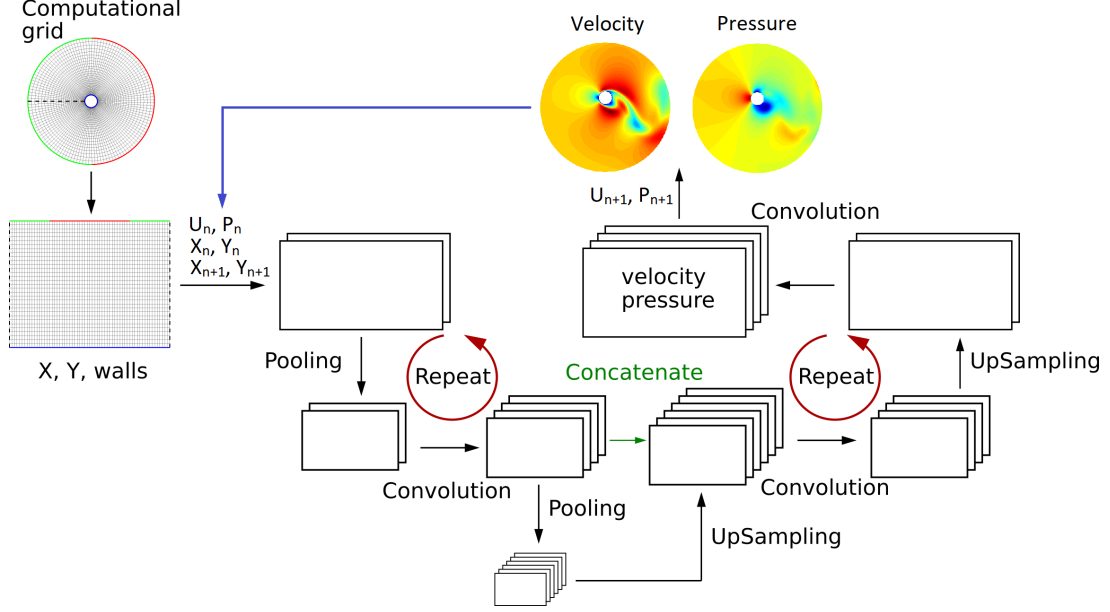 Computational
grid
Velocity
Pressure
Uₙ, Pₙ
Xₙ, Yₙ
Xₙ₊₁, Yₙ₊₁
Uₙ₊₁, Pₙ₊₁
Convolution
velocity
pressure
X, Y, walls
Pooling
Repeat
Concatenate
Repeat
UpSampling
Convolution
Pooling
Convolution
UpSampling